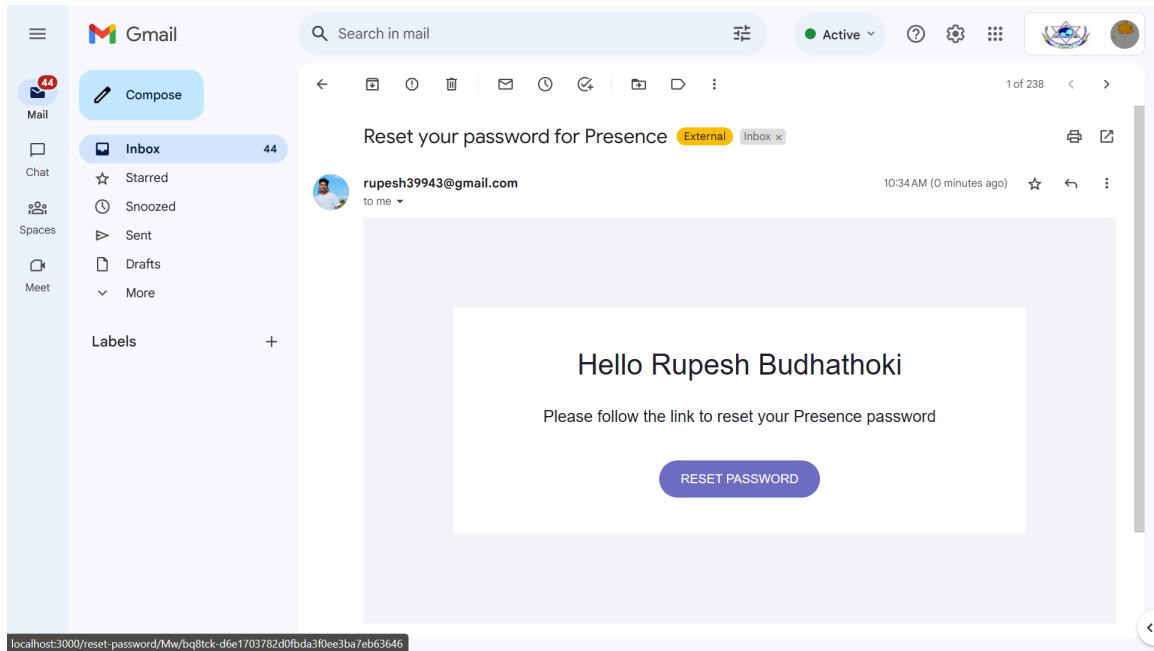 Gmail
Search in mail
Active
44
Mail
Chat
Spaces
Meet
Compose
Inbox 44
Starred
Snoozed
Sent
Drafts
More
Labels
1 of 238
Reset your password for Presence External Inbox x
rupesh39943@gmail.com 10:34 AM (0 minutes ago)
to me
Hello Rupesh Budhathoki
Please follow the link to reset your Presence password
RESET PASSWORD
localhost:3000/reset-password/Mw/bq8tck-d6e1703782d0fbda3f0ee3ba7eb63646